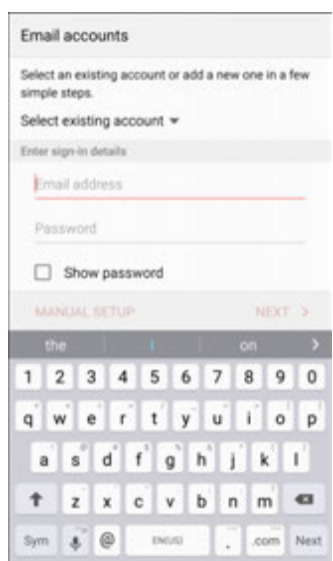 Email accounts
Select an existing account or add a new one in a few
simple steps.
Select existing account
Enter sign-in details
Email address
Password
Show password
MANUAL SETUP NEXT >
the i on >
1 2 3 4 5 6 7 8 9 0
q w e r t y u i o p
a s d f g h j k l
z x c v b n m
Sym @ EN(US) . .com Next